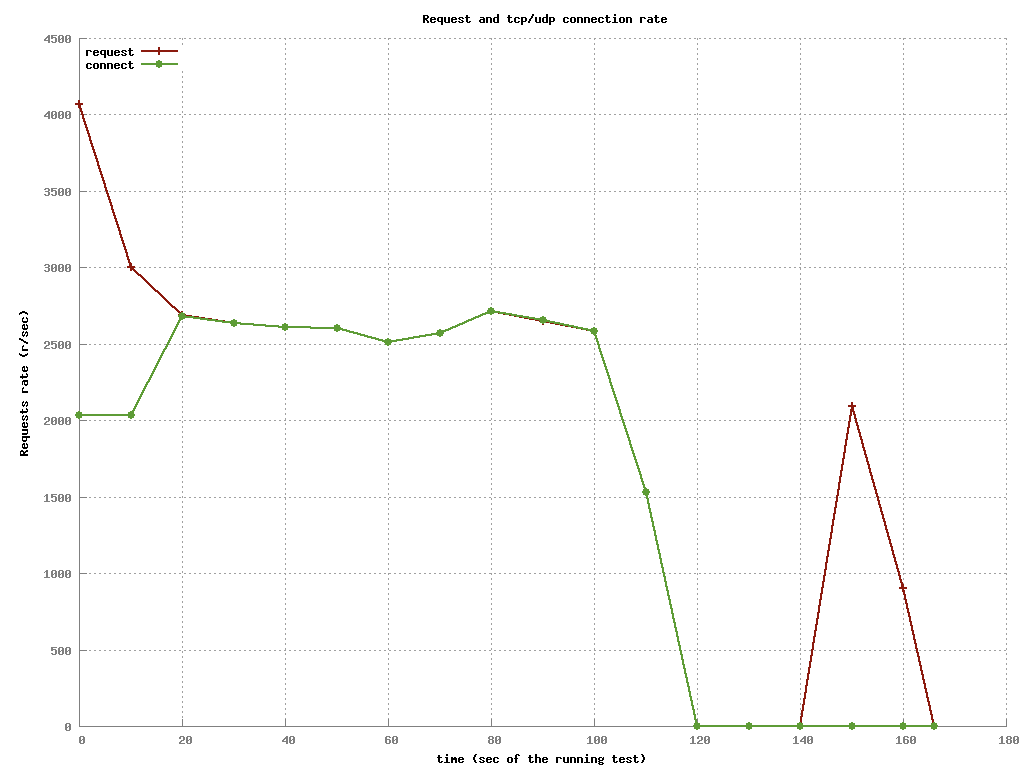 Request and tcp/udp connection rate
request
connect
4500
4000
3500
3000
2500
2000
1500
1000
500
0
Requests rate (r/sec)
0 20 40 60 80 100 120 140 160 180
time (sec of the running test)